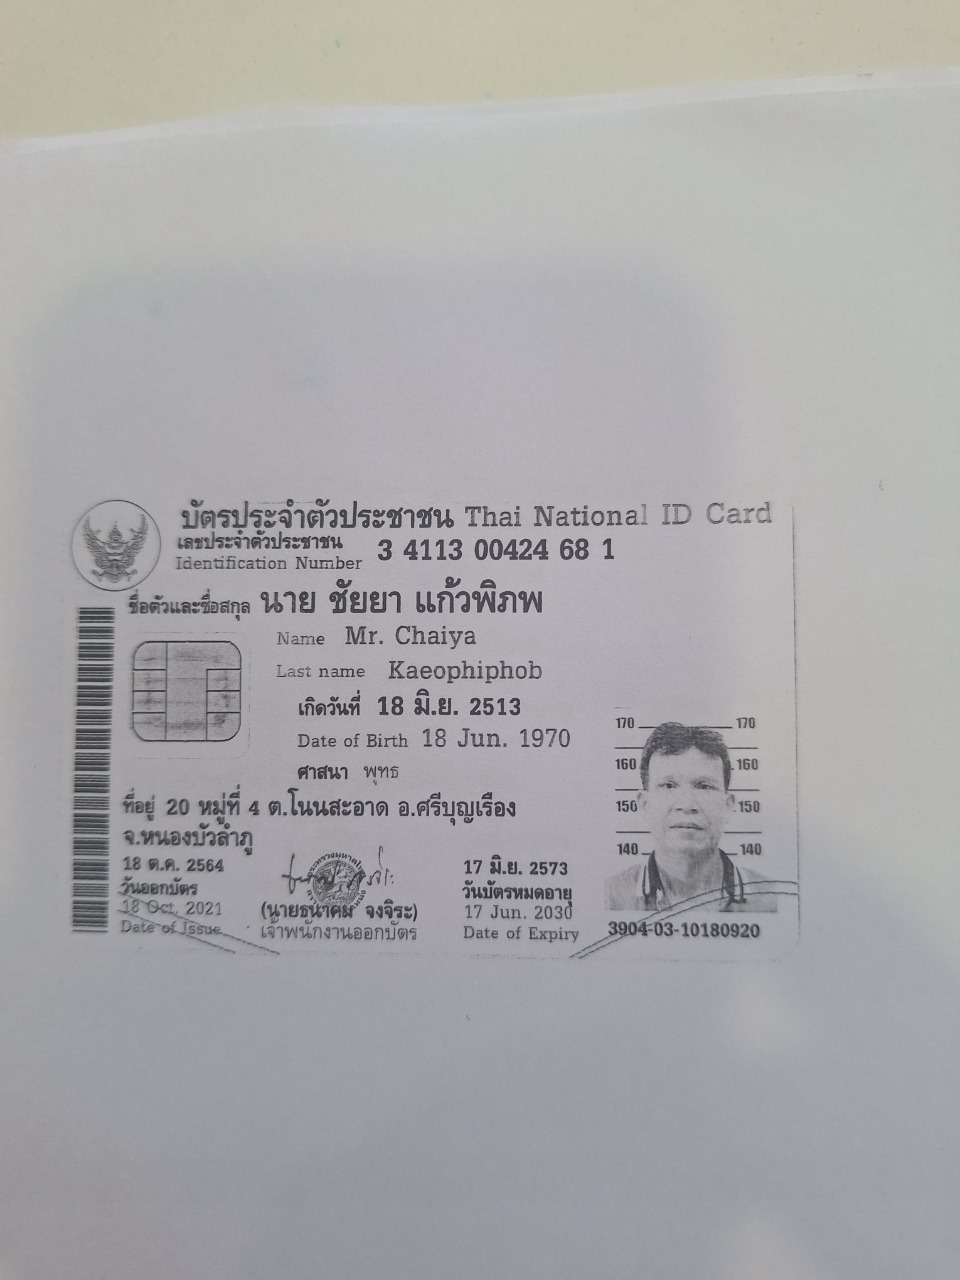 บัตรประจำตัวประชาชน Thai National ID Card
เลขประจำตัวประชาชน
Identification Number 3 4113 00424 68 1
ชื่อตัวและชื่อสกุล นาย ชัยยา แก้วพิภพ
Name Mr. Chaiya
Last name Kaeophiphob
เกิดวันที่ 18 มิ.ย. 2513
Date of Birth 18 Jun. 1970
ศาสนา พุทธ
ที่อยู่ 20 หมู่ที่ 4 ต.โนนสะอาด อ.ศรีบุญเรือง
จ.หนองบัวลำภู
18 ต.ค. 2564
วันออกบัตร
18 Oct. 2021
Date of Issue
(นายธนาคม จงจิระ)
เจ้าพนักงานออกบัตร
17 มิ.ย. 2573
วันบัตรหมดอายุ
17 Jun. 2030
Date of Expiry
170 170
160 160
150 150
140 140
3904-03-10180920